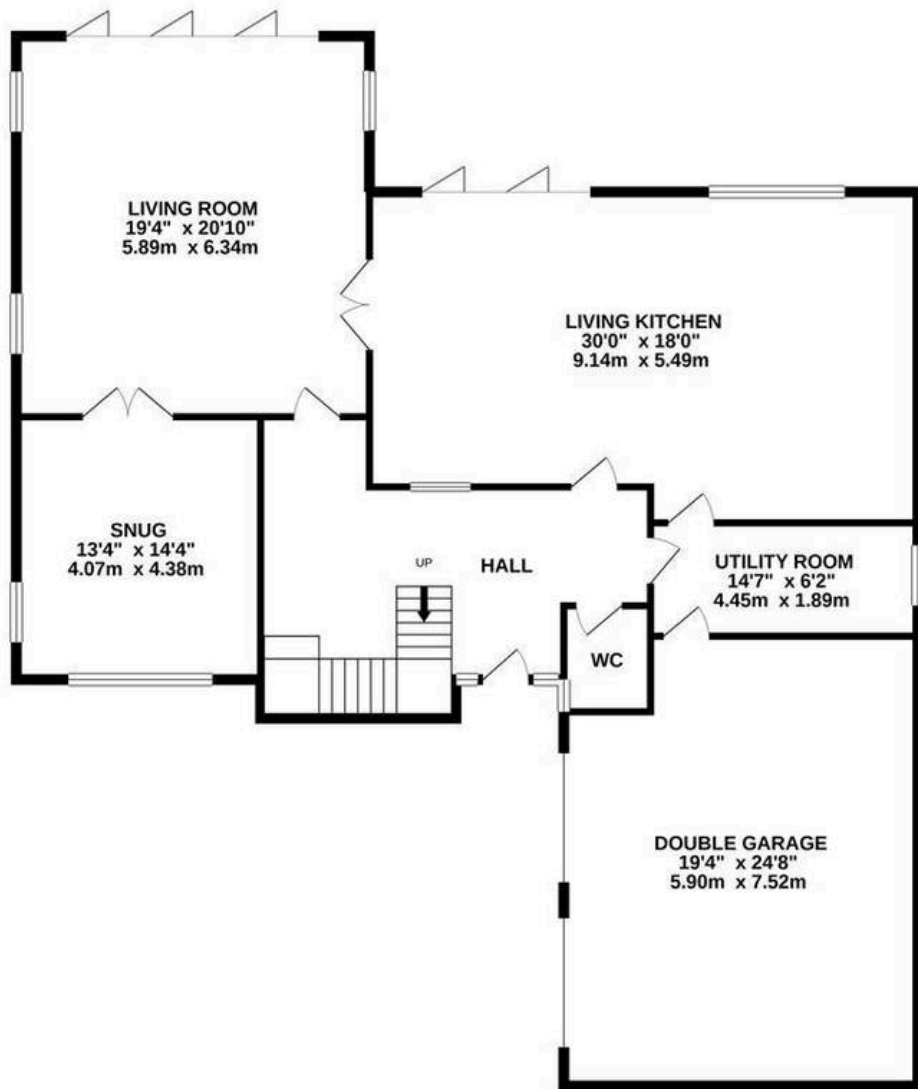 LIVING ROOM
19'4" x 20'10"
5.89m x 6.34m
LIVING KITCHEN
30'0" x 18'0"
9.14m x 5.49m
SNUG
13'4" x 14'4"
4.07m x 4.38m
UP
HALL
UTILITY ROOM
14'7" x 6'2"
4.45m x 1.89m
WC
DOUBLE GARAGE
19'4" x 24'8"
5.90m x 7.52m